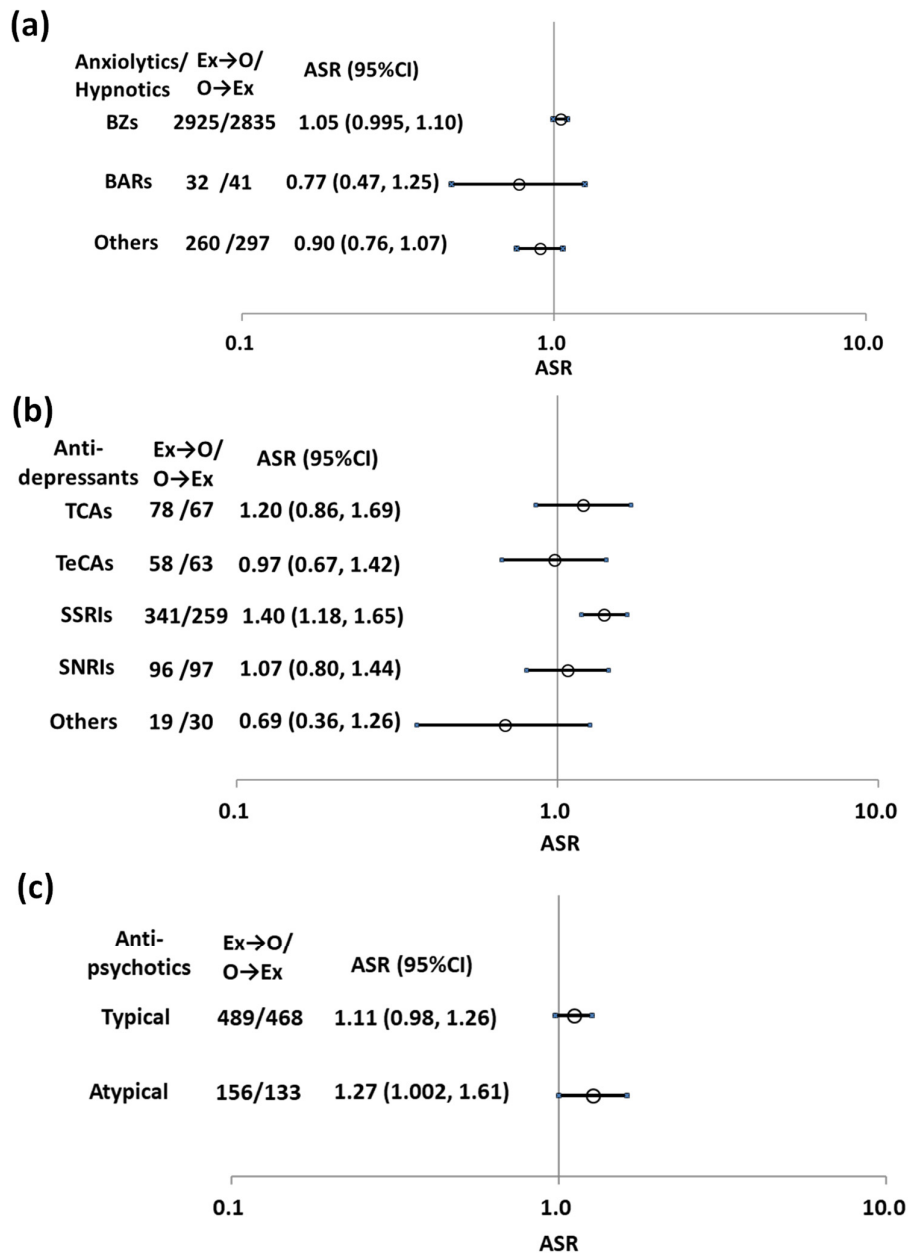 (a)
Anxiolytics/ Ex→O/ ASR (95%CI)
Hypnotics O→Ex
BZs 2925/2835 1.05 (0.995, 1.10)
BARs 32 /41 0.77 (0.47, 1.25)
Others 260 /297 0.90 (0.76, 1.07)
0.1 1.0 10.0
ASR
(b)
Anti- Ex→O/ ASR (95%CI)
depressants O→Ex
TCAs 78 /67 1.20 (0.86, 1.69)
TeCAs 58 /63 0.97 (0.67, 1.42)
SSRIs 341/259 1.40 (1.18, 1.65)
SNRIs 96 /97 1.07 (0.80, 1.44)
Others 19 /30 0.69 (0.36, 1.26)
0.1 1.0 10.0
ASR
(c)
Anti- Ex→O/ ASR (95%CI)
psychotics O→Ex
Typical 489/468 1.11 (0.98, 1.26)
Atypical 156/133 1.27 (1.002, 1.61)
0.1 1.0 10.0
ASR